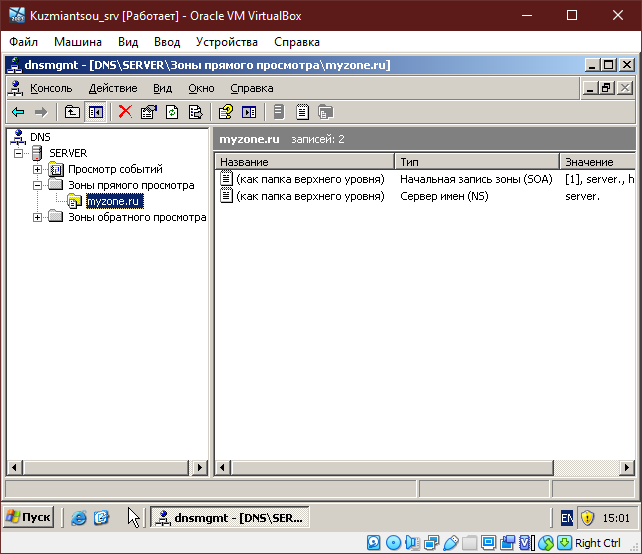 Kuzmiantsou_srv [Работает] - Oracle VM VirtualBox
Файл Машина Вид Ввод Устройства Справка
dnsmgmt - [DNS\SERVER\Зоны прямого просмотра\myzone.ru]
Консоль Действие Вид Окно Справка
DNS
SERVER
Просмотр событий
Зоны прямого просмотра
myzone.ru
Зоны обратного просмотра
myzone.ru записей: 2
Название Тип Значение
(как папка верхнего уровня) Начальная запись зоны (SOA) [1], server., h
(как папка верхнего уровня) Сервер имен (NS) server.
Пуск dnsmgmt - [DNS\SER... EN 15:01
Right Ctrl